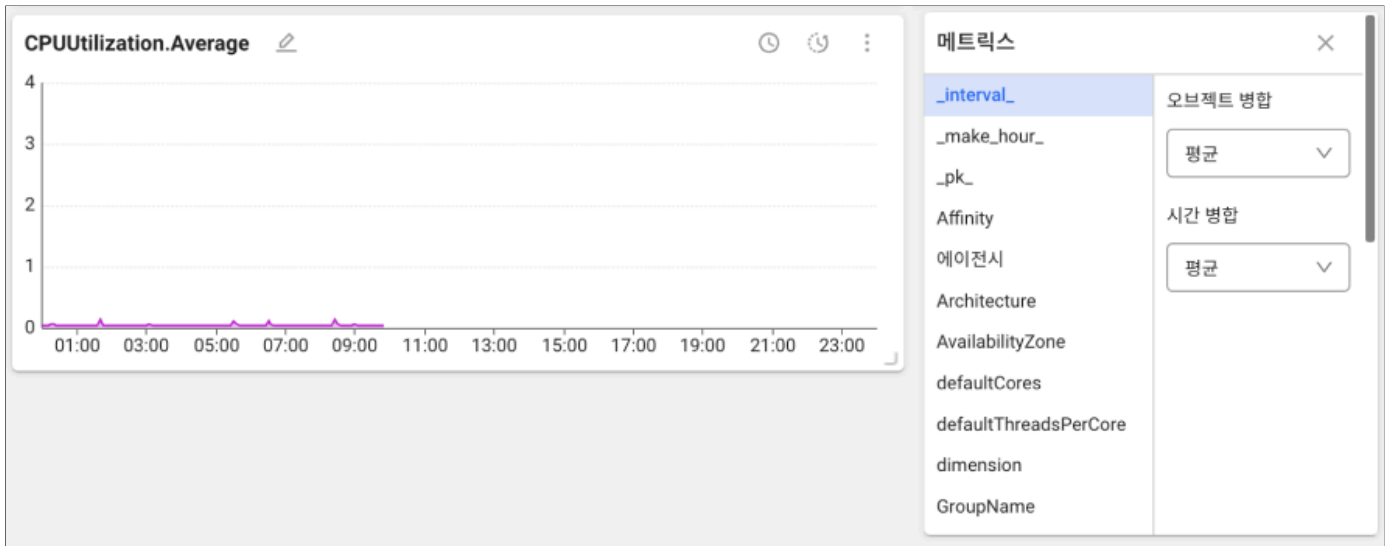 CPUUtilization.Average
4
3
2
1
0
01:00 03:00 05:00 07:00 09:00 11:00 13:00 15:00 17:00 19:00 21:00 23:00
메트릭스
_interval_
_make_hour_
_pk_
Affinity
에이전시
Architecture
AvailabilityZone
defaultCores
defaultThreadsPerCore
dimension
GroupName
오브젝트 병합
평균
시간 병합
평균